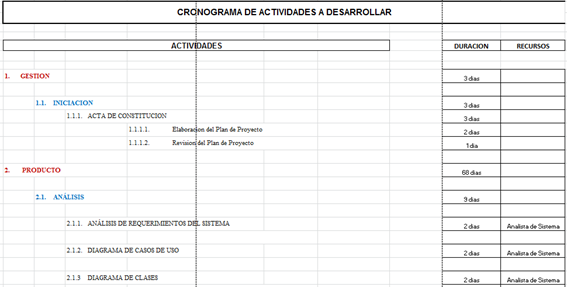 CRONOGRAMA DE ACTIVIDADES A DESARROLLAR
ACTIVIDADES DURACION RECURSOS
1. GESTION 3 dias
1.1. INICIACION 3 dias
1.1.1. ACTA DE CONSTITUCION 3 dias
1.1.1.1. Elaboracion del Plan de Proyecto 2 dias
1.1.1.2. Revision del Plan de Proyecto 1 dia
2. PRODUCTO 68 dias
2.1. ANÁLISIS 9 dias
2.1.1. ANÁLISIS DE REQUERIMIENTOS DEL SISTEMA 2 dias Analista de Sistema
2.1.2. DIAGRAMA DE CASOS DE USO 2 dias Analista de Sistema
2.1.3 DIAGRAMA DE CLASES 2 dias Analista de Sistema